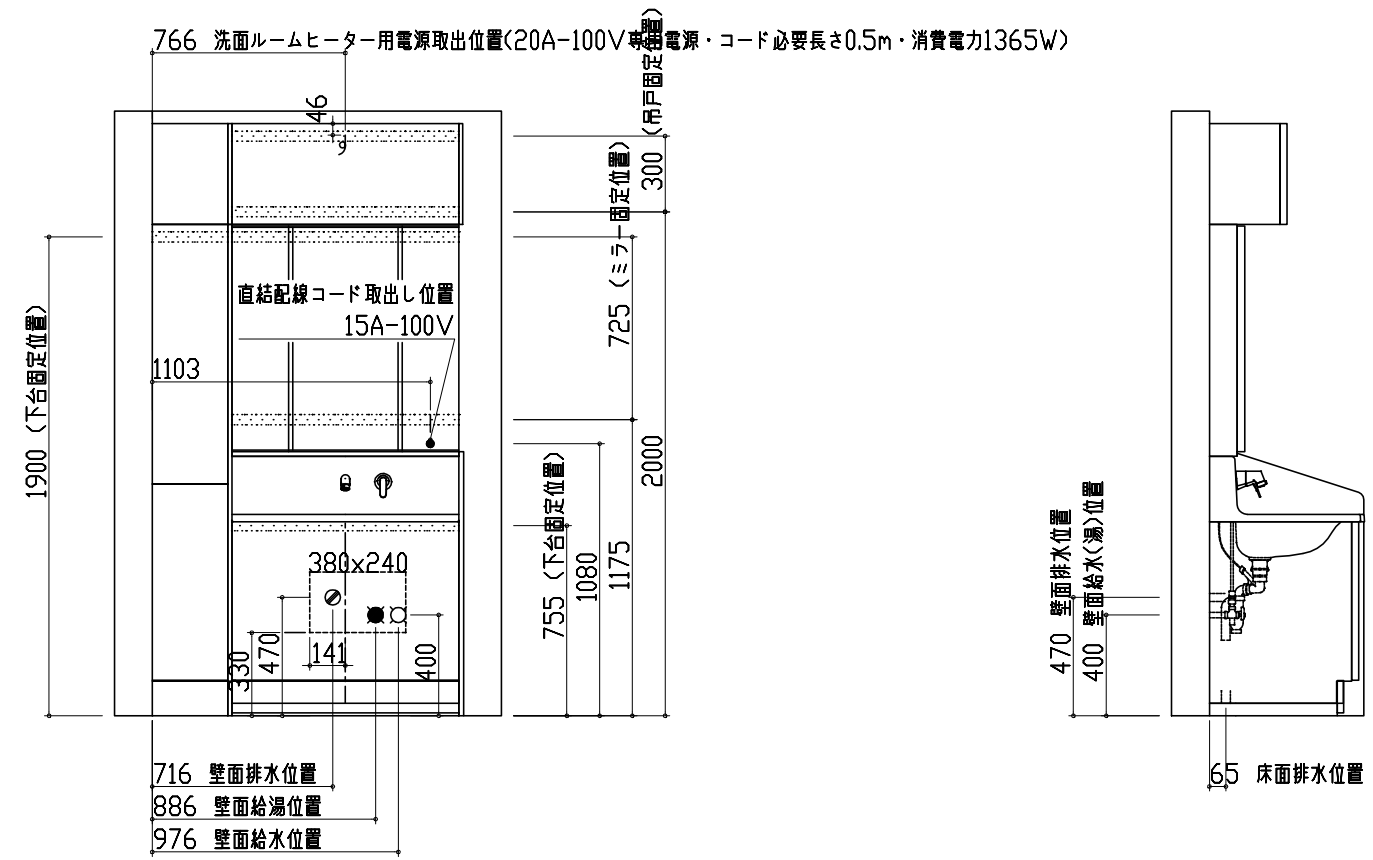 766 洗面ルームヒーター用電源取出位置(20A-100V専用電源・コード必要長さ0.5m・消費電力1365W)
46
300 (吊戸固定位置)
725 (ミラー固定位置)
1900 (下台固定位置)
直結配線コード取出し位置
15A-100V
1103
2000
755 (下台固定位置)
1080
1175
380x240
330
470
141
400
470 壁面排水位置
400 壁面給水(湯)位置
716 壁面排水位置
886 壁面給湯位置
976 壁面給水位置
65 床面排水位置